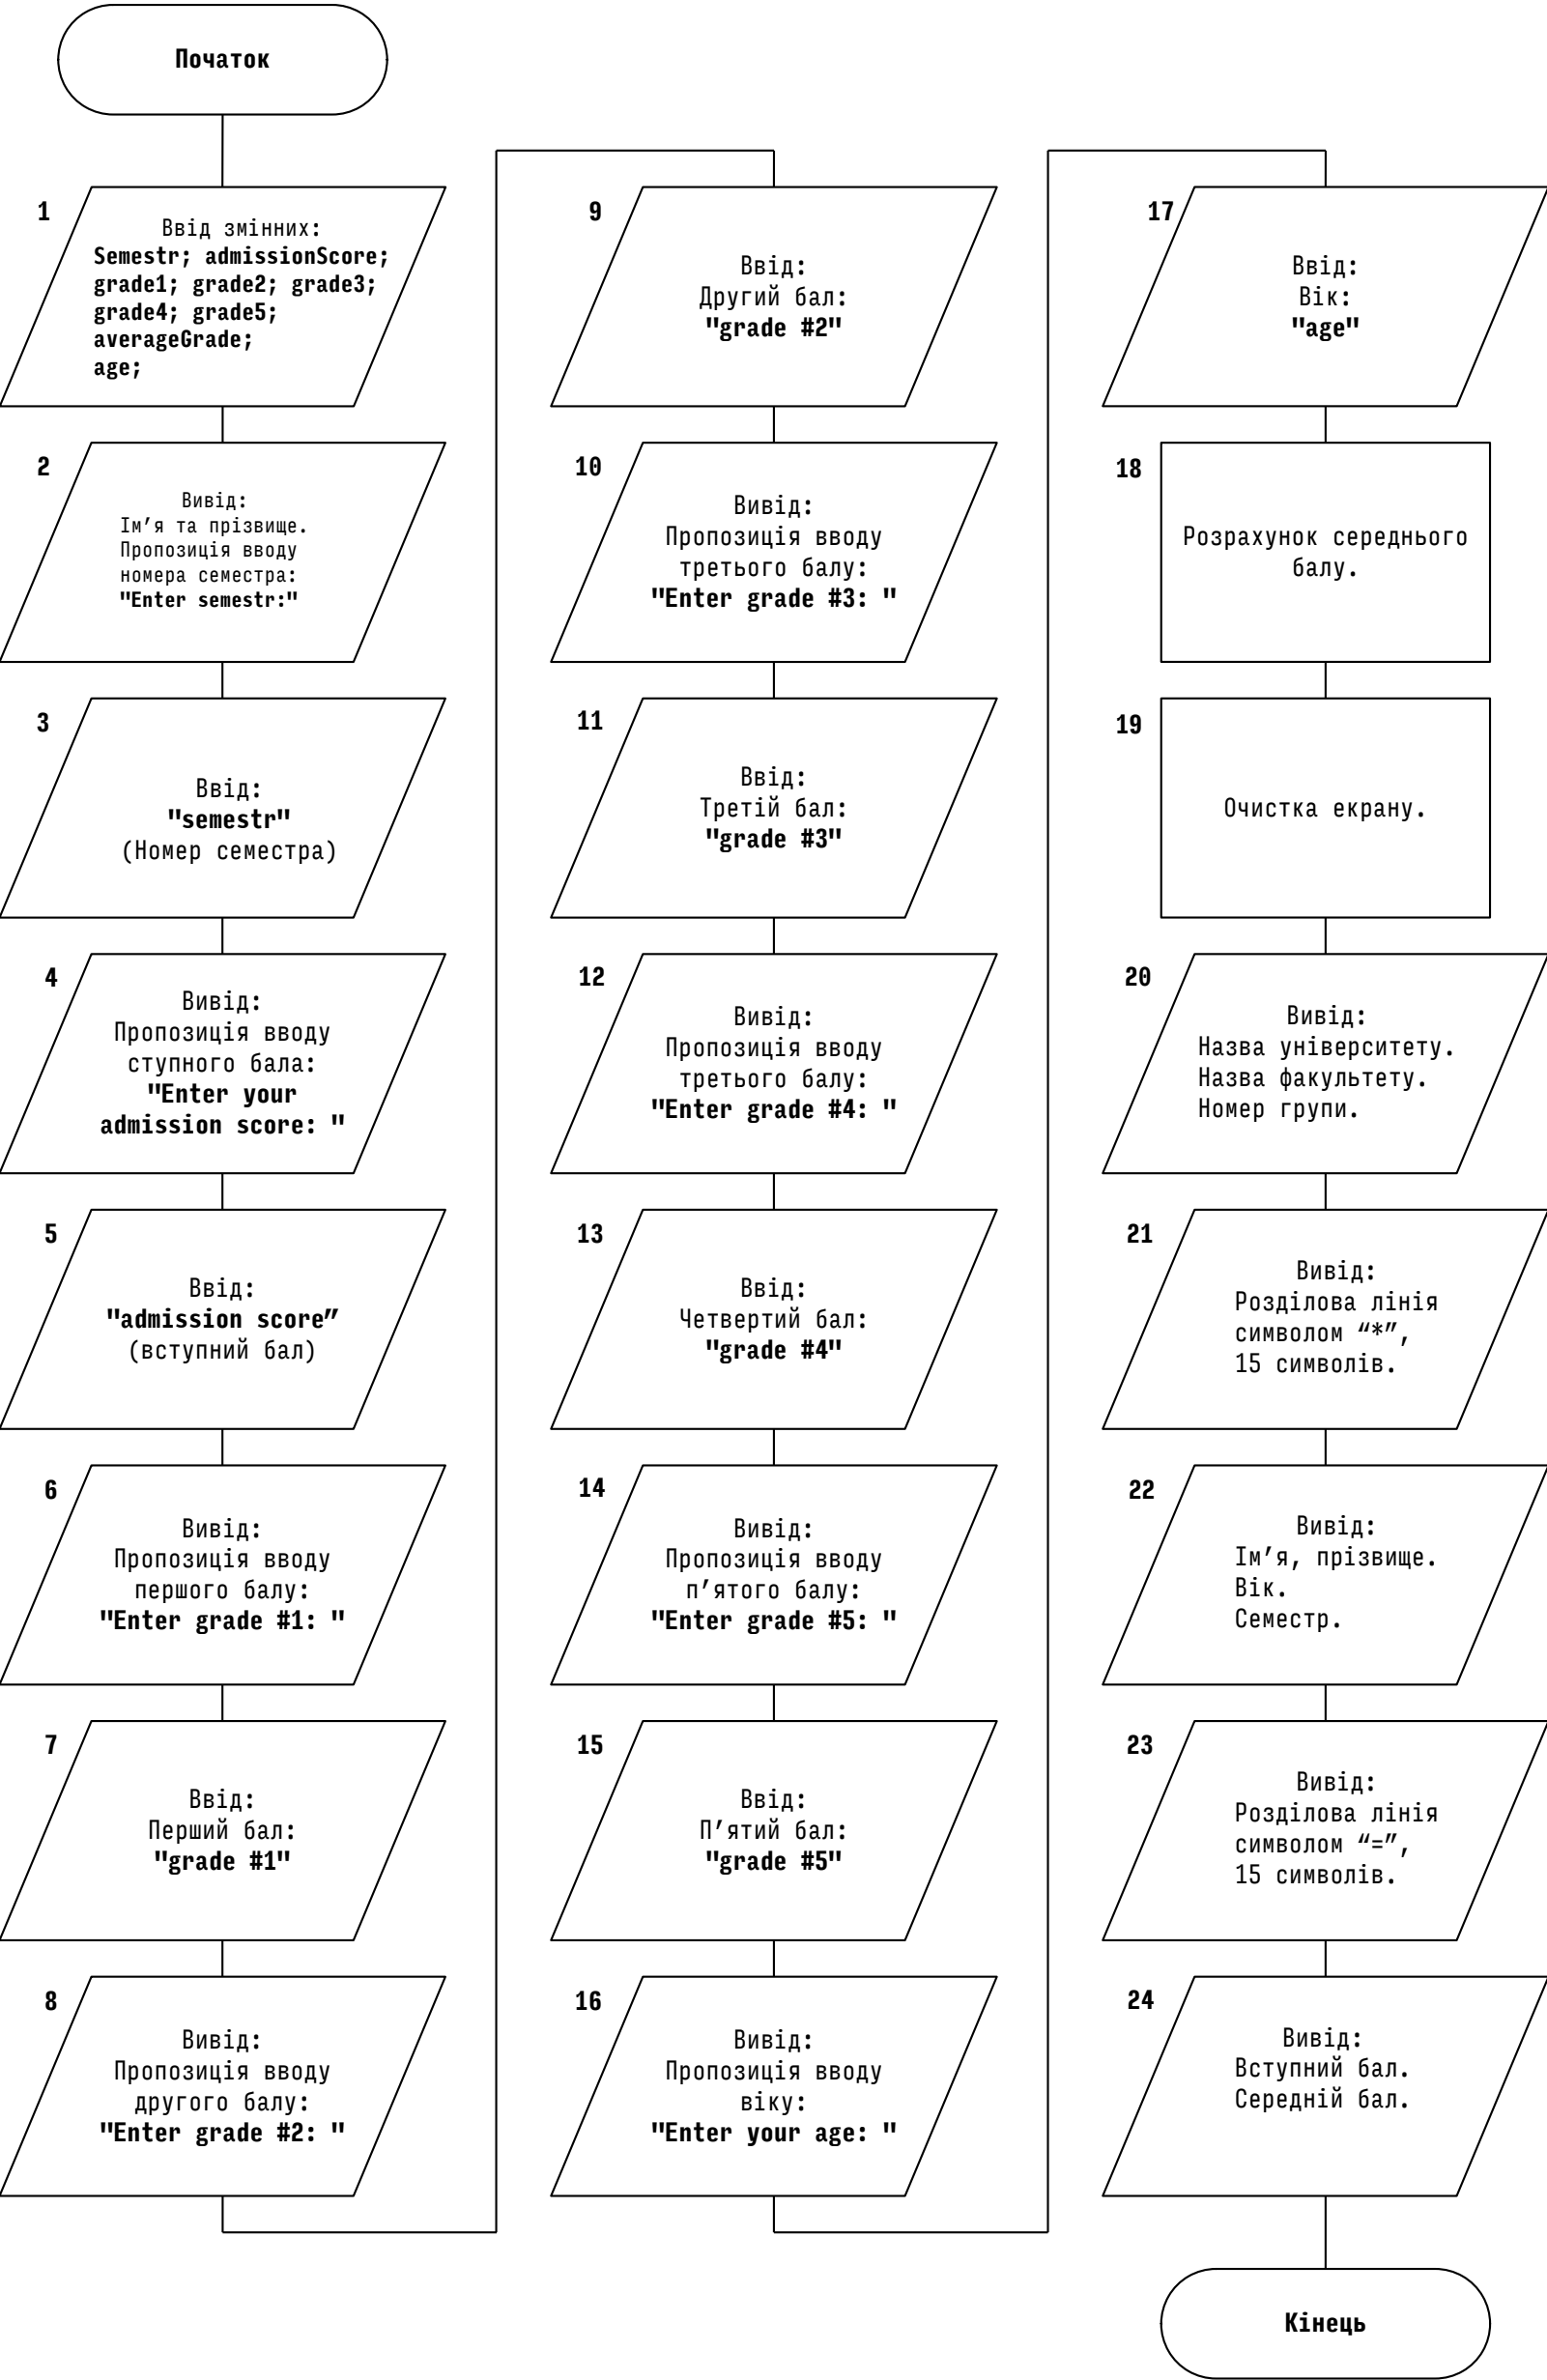 Початок
1
Ввід змінних:
Semestr; admissionScore;
grade1; grade2; grade3;
grade4; grade5;
averageGrade;
age;
2
Вивід:
Ім’я та прізвище.
Пропозиція вводу
номера семестра:
"Enter semestr:"
3
Ввід:
"semestr"
(Номер семестра)
4
Вивід:
Пропозиція вводу
ступного бала:
"Enter your
admission score: "
5
Ввід:
"admission score”
(вступний бал)
6
Вивід:
Пропозиція вводу
першого балу:
"Enter grade #1: "
7
Ввід:
Перший бал:
"grade #1"
8
Вивід:
Пропозиція вводу
другого балу:
"Enter grade #2: "
9
Ввід:
Другий бал:
"grade #2"
10
Вивід:
Пропозиція вводу
третього балу:
"Enter grade #3: "
11
Ввід:
Третій бал:
"grade #3"
12
Вивід:
Пропозиція вводу
третього балу:
"Enter grade #4: "
13
Ввід:
Четвертий бал:
"grade #4"
14
Вивід:
Пропозиція вводу
п’ятого балу:
"Enter grade #5: "
15
Ввід:
П’ятий бал:
"grade #5"
16
Вивід:
Пропозиція вводу
віку:
"Enter your age: "
17
Ввід:
Вік:
"age"
18
Розрахунок середнього
балу.
19
Очистка екрану.
20
Вивід:
Назва університету.
Назва факультету.
Номер групи.
21
Вивід:
Розділова лінія
символом “*”,
15 символів.
22
Вивід:
Ім’я, прізвище.
Вік.
Семестр.
23
Вивід:
Розділова лінія
символом “=”,
15 символів.
24
Вивід:
Вступний бал.
Середній бал.
Кінець